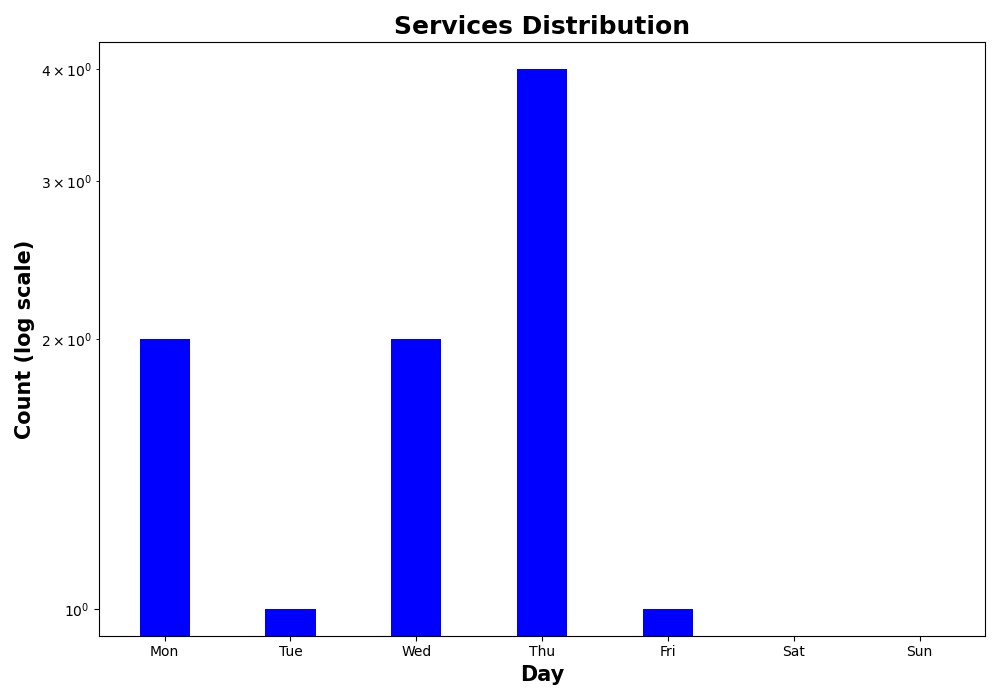 Services Distribution
Count (log scale)
4 × 10⁰
3 × 10⁰
2 × 10⁰
10⁰
Mon Tue Wed Thu Fri Sat Sun
Day